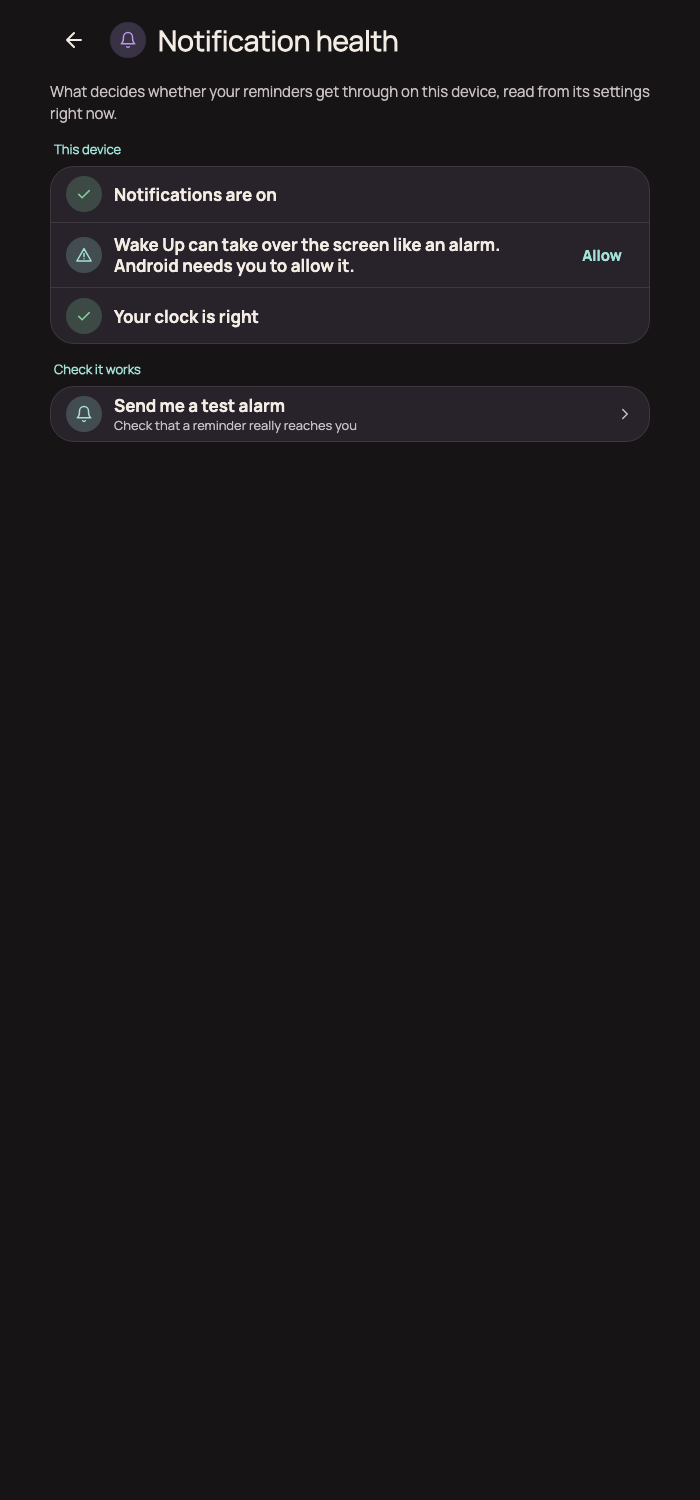 Notification health
What decides whether your reminders get through on this device, read from its settings
right now.
This device
Notifications are on
Wake Up can take over the screen like an alarm.
Android needs you to allow it.
Allow
Your clock is right
Check it works
Send me a test alarm
Check that a reminder really reaches you